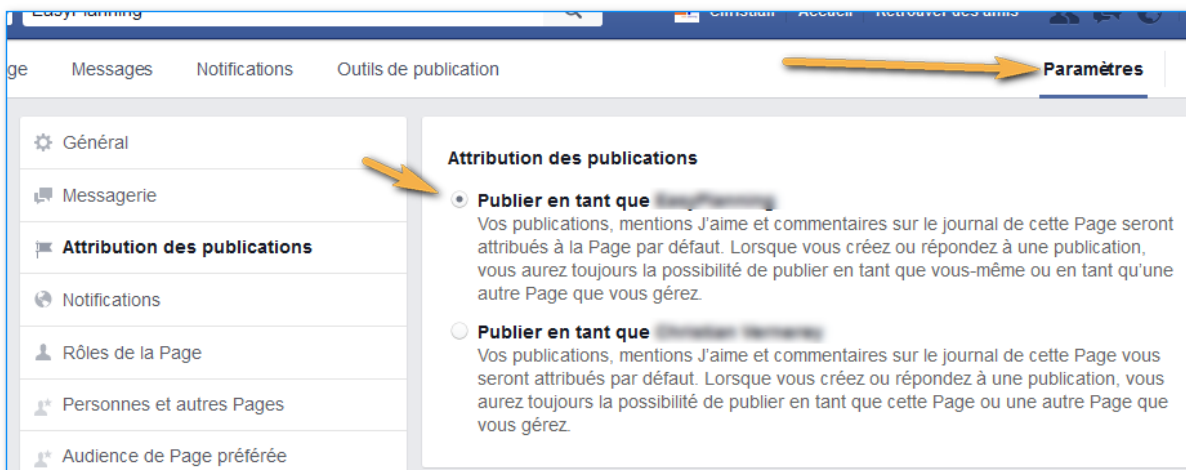 EasyPlanning
Christian Accueil Retrouver des amis
ge Messages Notifications Outils de publication Paramètres
Général
Messagerie
Attribution des publications
Notifications
Rôles de la Page
Personnes et autres Pages
Audience de Page préférée
Attribution des publications
Publier en tant que
Vos publications, mentions J'aime et commentaires sur le journal de cette Page seront
attribués à la Page par défaut. Lorsque vous créez ou répondez à une publication,
vous aurez toujours la possibilité de publier en tant que vous-même ou en tant qu'une
autre Page que vous gérez.
Publier en tant que
Vos publications, mentions J'aime et commentaires sur le journal de cette Page vous
seront attribués par défaut. Lorsque vous créez ou répondez à une publication, vous
aurez toujours la possibilité de publier en tant que cette Page ou une autre Page que
vous gérez.